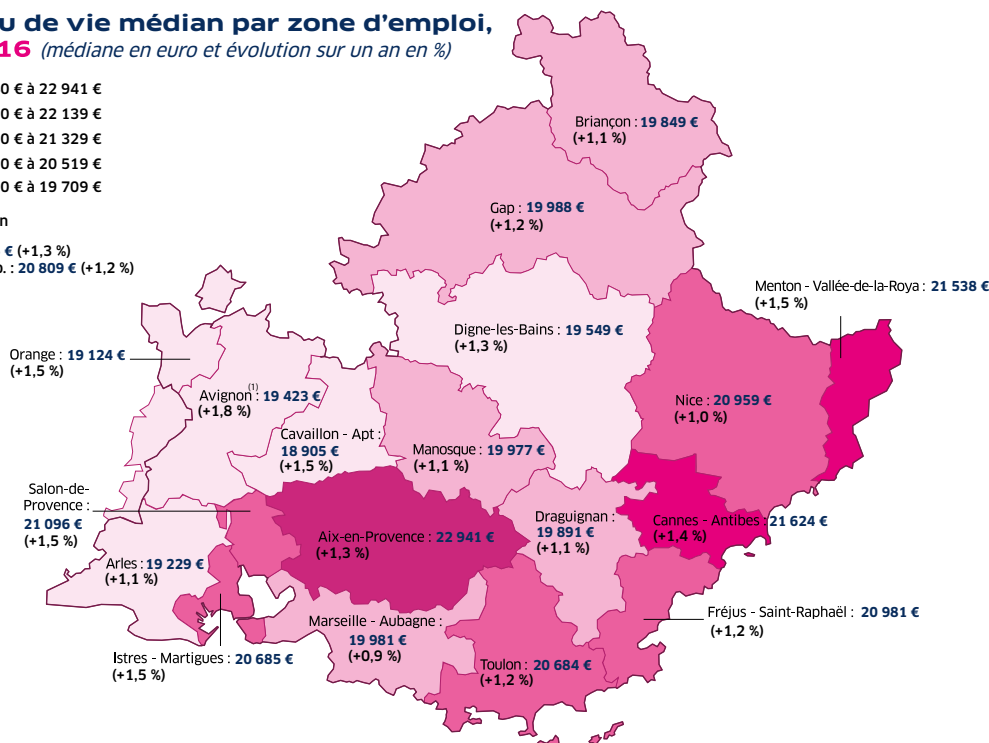 u de vie médian par zone d'emploi,
16 (médiane en euro et évolution sur un an en %)
0 € à 22 941 €
0 € à 22 139 €
0 € à 21 329 €
0 € à 20 519 €
0 € à 19 709 €
n
€ (+1,3 %)
. : 20 809 € (+1,2 %)
Briançon : 19 849 €
(+1,1 %)
Gap : 19 988 €
(+1,2 %)
Menton - Vallée-de-la-Roya : 21 538 €
(+1,5 %)
Digne-les-Bains : 19 549 €
(+1,3 %)
Orange : 19 124 €
(+1,5 %)
Avignon(1) : 19 423 €
(+1,8 %)
Nice : 20 959 €
(+1,0 %)
Cavaillon - Apt :
18 905 €
(+1,5 %)
Manosque : 19 977 €
(+1,1 %)
Salon-de-
Provence :
21 096 €
(+1,5 %)
Aix-en-Provence : 22 941 €
(+1,3 %)
Draguignan :
19 891 €
(+1,1 %)
Cannes - Antibes : 21 624 €
(+1,4 %)
Arles : 19 229 €
(+1,1 %)
Marseille - Aubagne :
19 981 €
(+0,9 %)
Fréjus - Saint-Raphaël : 20 981 €
(+1,2 %)
Istres - Martigues : 20 685 €
(+1,5 %)
Toulon : 20 684 €
(+1,2 %)